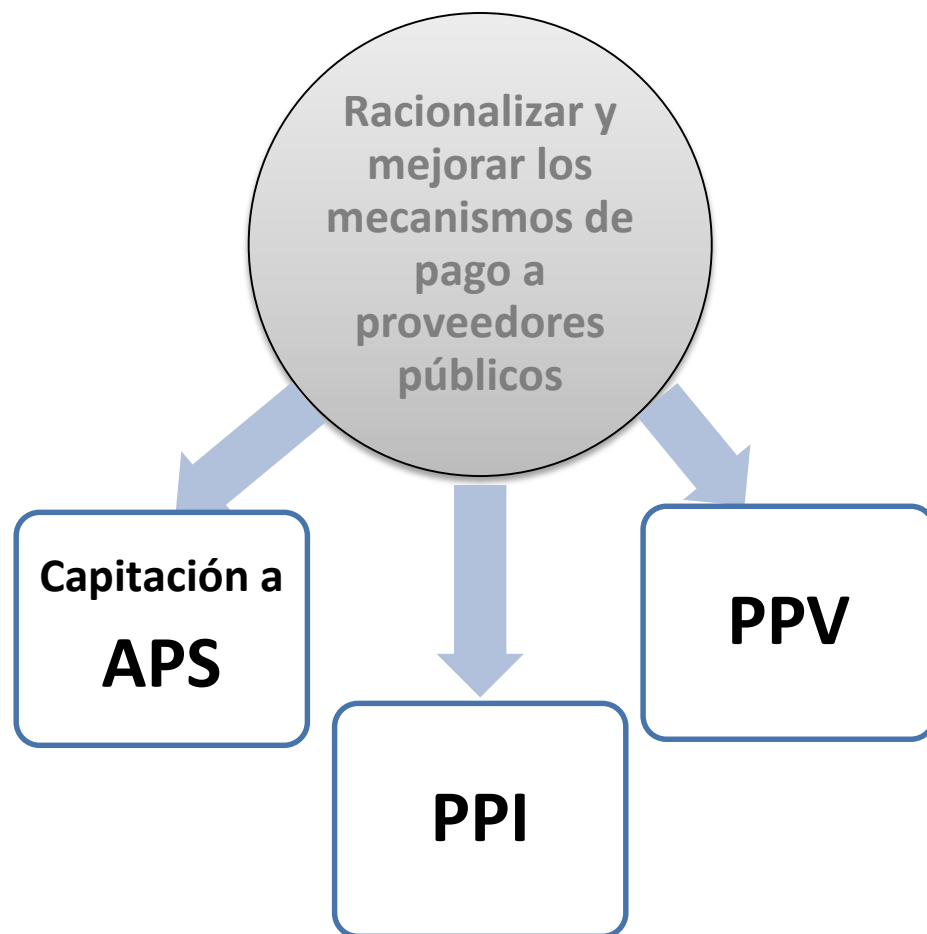 Racionalizar y
mejorar los
mecanismos de
pago a
proveedores
públicos
Capitación a
APS
PPI
PPV